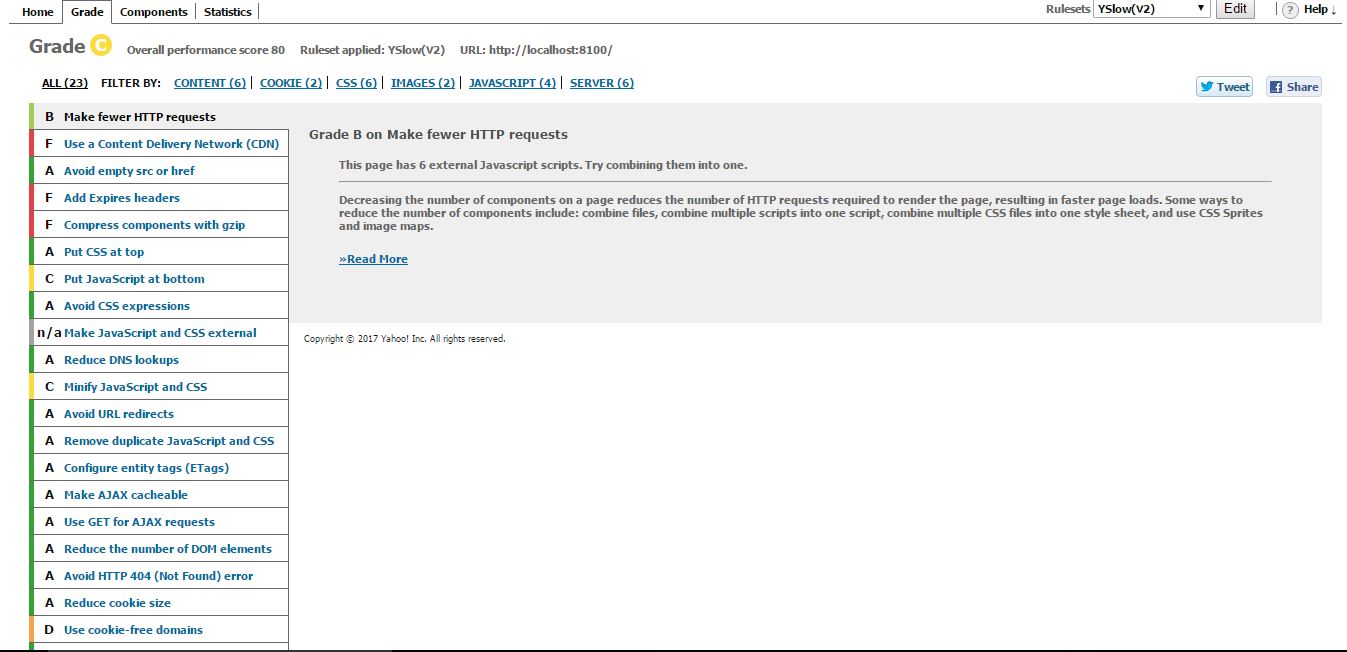 Home Grade Components Statistics Rulesets YSlow(V2) Edit ? Help ↓
Grade C Overall performance score 80 Ruleset applied: YSlow(V2) URL: http://localhost:8100/
ALL (23) FILTER BY: CONTENT (6) COOKIE (2) CSS (6) IMAGES (2) JAVASCRIPT (4) SERVER (6)
Tweet Share
B Make fewer HTTP requests
F Use a Content Delivery Network (CDN)
A Avoid empty src or href
F Add Expires headers
F Compress components with gzip
A Put CSS at top
C Put JavaScript at bottom
A Avoid CSS expressions
n/a Make JavaScript and CSS external
A Reduce DNS lookups
C Minify JavaScript and CSS
A Avoid URL redirects
A Remove duplicate JavaScript and CSS
A Configure entity tags (ETags)
A Make AJAX cacheable
A Use GET for AJAX requests
A Reduce the number of DOM elements
A Avoid HTTP 404 (Not Found) error
A Reduce cookie size
D Use cookie-free domains
Grade B on Make fewer HTTP requests
This page has 6 external Javascript scripts. Try combining them into one.
Decreasing the number of components on a page reduces the number of HTTP requests required to render the page, resulting in faster page loads. Some ways to
reduce the number of components include: combine files, combine multiple scripts into one script, combine multiple CSS files into one style sheet, and use CSS Sprites
and image maps.
»Read More
Copyright © 2017 Yahoo! Inc. All rights reserved.